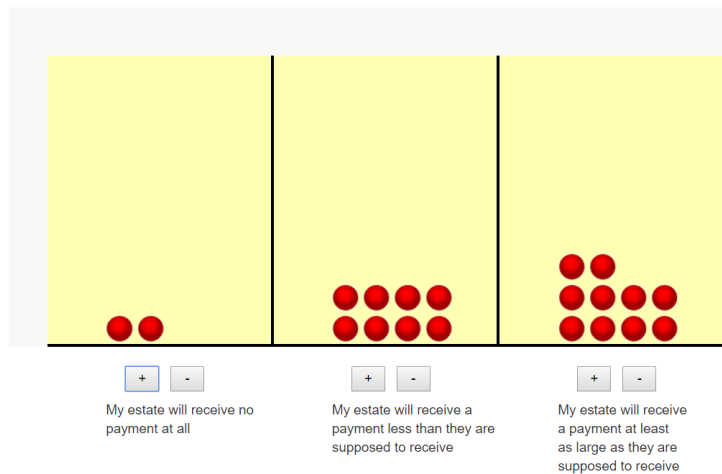 + - + - + -
My estate will receive no
payment at all
My estate will receive a
payment less than they are
supposed to receive
My estate will receive
a payment at least
as large as they are
supposed to receive